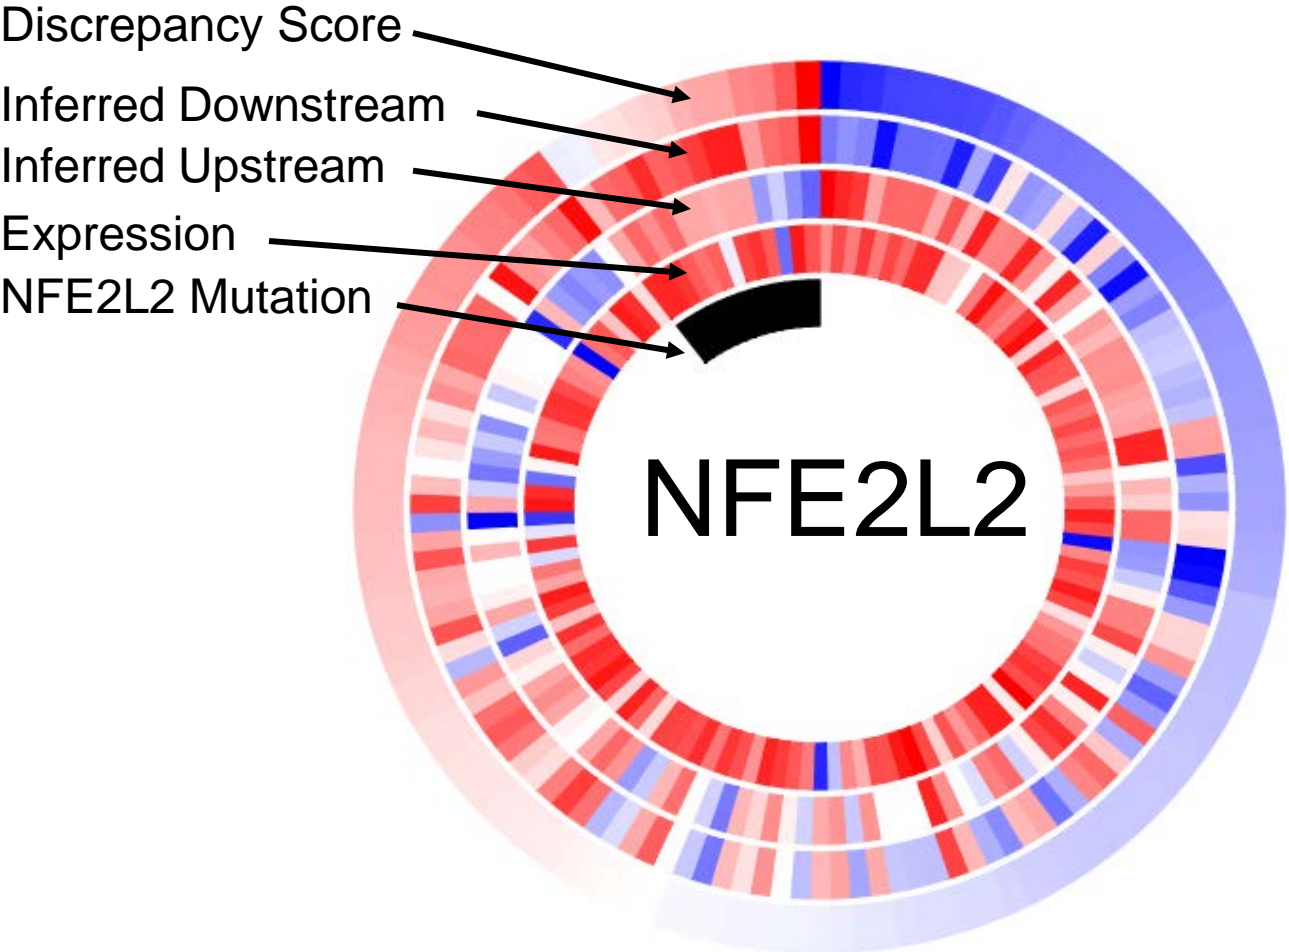 Discrepancy Score
Inferred Downstream
Inferred Upstream
Expression
NFE2L2 Mutation
NFE2L2